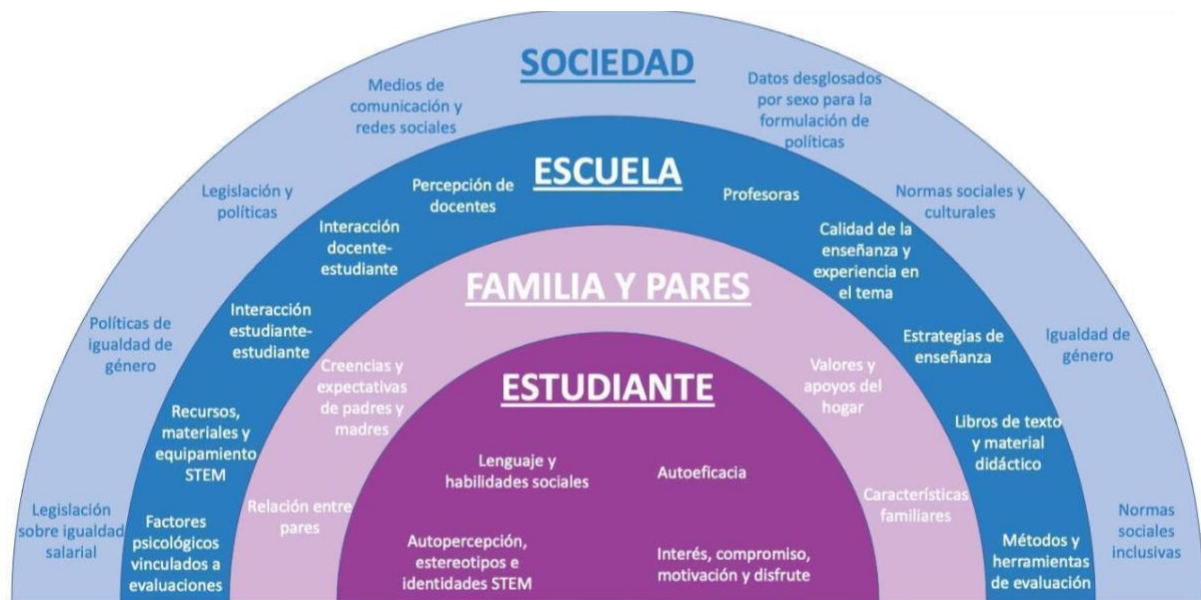 SOCIEDAD
Medios de
comunicación y
redes sociales
Datos desglosados
por sexo para la
formulación de
políticas
Legislación y
políticas
Normas sociales y
culturales
Políticas de
igualdad de
género
Igualdad de
género
Legislación
sobre igualdad
salarial
Normas
sociales
inclusivas
ESCUELA
Percepción de
docentes
Profesoras
Interacción
docente-
estudiante
Calidad de la
enseñanza y
experiencia en
el tema
Interacción
estudiante-
estudiante
Estrategias de
enseñanza
Recursos,
materiales y
equipamiento
STEM
Libros de texto
y material
didáctico
Factores
psicológicos
vinculados a
evaluaciones
Métodos y
herramientas
de evaluación
FAMILIA Y PARES
Creencias y
expectativas
de padres y
madres
Valores y
apoyos del
hogar
Relación entre
pares
Características
familiares
ESTUDIANTE
Lenguaje y
habilidades sociales
Autoeficacia
Autopercepción,
estereotipos e
identidades STEM
Interés, compromiso,
motivación y disfrute